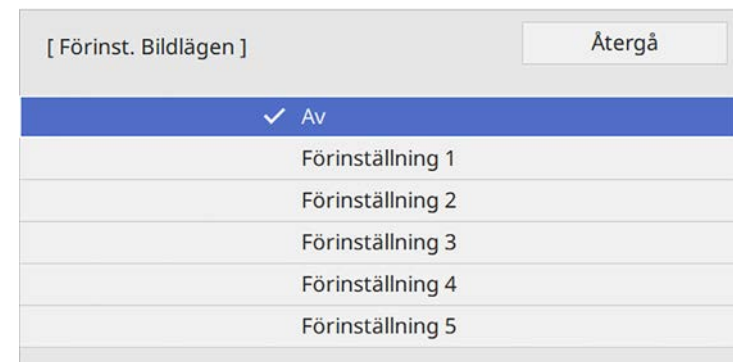 [ Förinst. Bildlägen ]
Återgå
Av
Förinställning 1
Förinställning 2
Förinställning 3
Förinställning 4
Förinställning 5